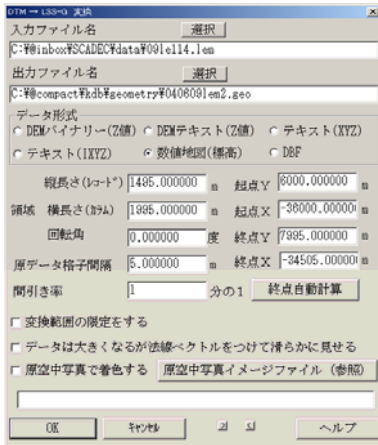 DTM → LSS-G 変換
入力ファイル名 選択
C:¥@inbox¥SCADEC¥data¥09le114.lem
出力ファイル名 選択
C:¥@compact¥kdb¥geometry¥040609lem2.geo
データ形式
DEMバイナリー(Z値) DEMテキスト(Z値) テキスト(XYZ)
テキスト(IXYZ) 数値地図(標高) DBF
縦長さ(レコード) 1495.000000 m 起点Y 6000.000000 m
領域 横長さ(カラム) 1995.000000 m 起点X -36000.00000 m
回転角 0.000000 度 終点Y 7995.000000 m
原データ格子間隔 5.000000 m 終点X -34505.00000 m
間引き率 1 分の1 終点自動計算
変換範囲の限定をする
データは大きくなるが法線ベクトルをつけて滑らかに見せる
原空中写真で着色する 原空中写真イメージファイル (参照)
OK キャンセル ヘルプ